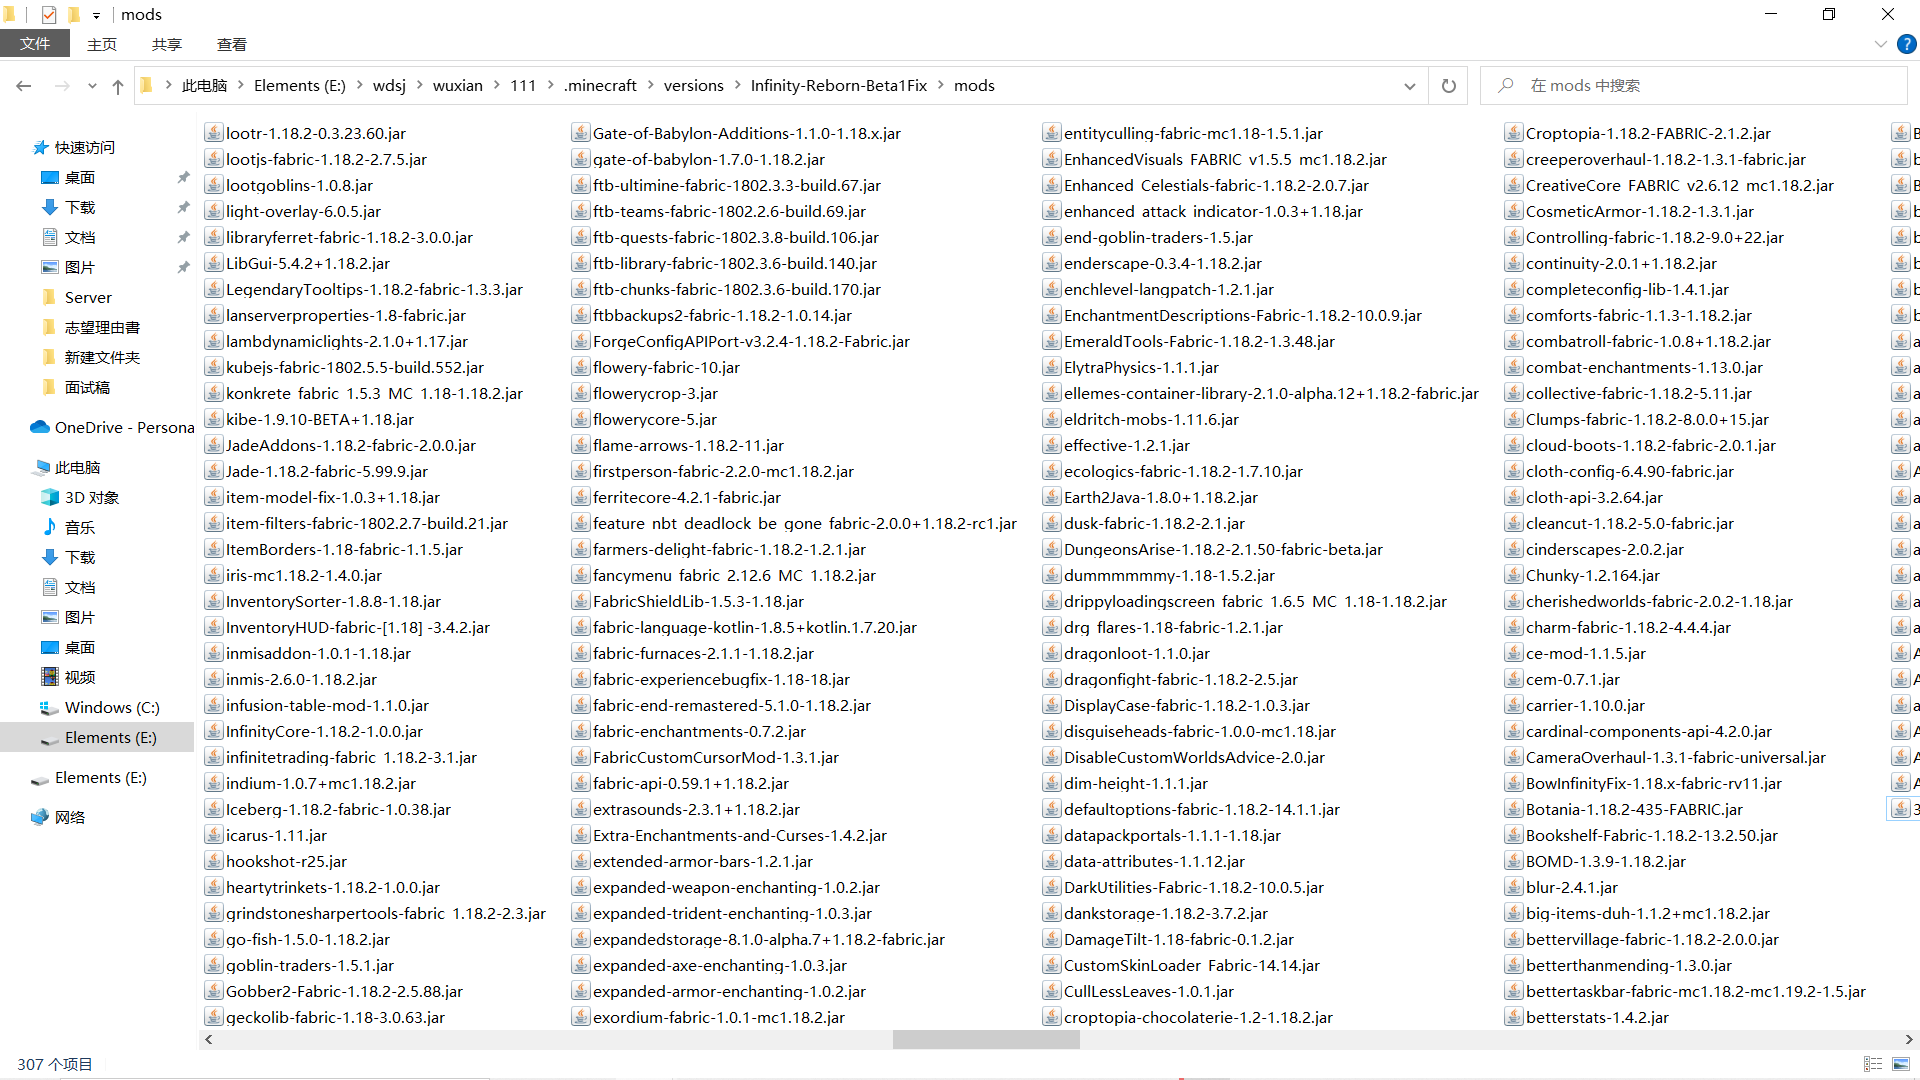 mods
文件 主页 共享 查看
此电脑 Elements (E:) wdsj wuxian 111 .minecraft versions Infinity-Reborn-Beta1Fix mods
在 mods 中搜索
快速访问
桌面
下载
文档
图片
Server
志望理由書
新建文件夹
面试稿
OneDrive - Persona
此电脑
3D 对象
音乐
下载
文档
图片
桌面
视频
Windows (C:)
Elements (E:)
Elements (E:)
网络
lootr-1.18.2-0.3.23.60.jar
lootjs-fabric-1.18.2-2.7.5.jar
lootgoblins-1.0.8.jar
light-overlay-6.0.5.jar
libraryferret-fabric-1.18.2-3.0.0.jar
LibGui-5.4.2+1.18.2.jar
LegendaryTooltips-1.18.2-fabric-1.3.3.jar
lanserverproperties-1.8-fabric.jar
lambdynamiclights-2.1.0+1.17.jar
kubejs-fabric-1802.5.5-build.552.jar
konkrete_fabric_1.5.3_MC_1.18-1.18.2.jar
kibe-1.9.10-BETA+1.18.jar
JadeAddons-1.18.2-fabric-2.0.0.jar
Jade-1.18.2-fabric-5.99.9.jar
item-model-fix-1.0.3+1.18.jar
item-filters-fabric-1802.2.7-build.21.jar
ItemBorders-1.18-fabric-1.1.5.jar
iris-mc1.18.2-1.4.0.jar
InventorySorter-1.8.8-1.18.jar
InventoryHUD-fabric-[1.18] -3.4.2.jar
inmisaddon-1.0.1-1.18.jar
inmis-2.6.0-1.18.2.jar
infusion-table-mod-1.1.0.jar
InfinityCore-1.18.2-1.0.0.jar
infinitetrading-fabric_1.18.2-3.1.jar
indium-1.0.7+mc1.18.2.jar
Iceberg-1.18.2-fabric-1.0.38.jar
icarus-1.11.jar
hookshot-r25.jar
heartytrinkets-1.18.2-1.0.0.jar
grindstonesharpertools-fabric_1.18.2-2.3.jar
go-fish-1.5.0-1.18.2.jar
goblin-traders-1.5.1.jar
Gobber2-Fabric-1.18.2-2.5.88.jar
geckolib-fabric-1.18-3.0.63.jar
Gate-of-Babylon-Additions-1.1.0-1.18.x.jar
gate-of-babylon-1.7.0-1.18.2.jar
ftb-ultimine-fabric-1802.3.3-build.67.jar
ftb-teams-fabric-1802.2.6-build.69.jar
ftb-quests-fabric-1802.3.8-build.106.jar
ftb-library-fabric-1802.3.6-build.140.jar
ftb-chunks-fabric-1802.3.6-build.170.jar
ftbbackups2-fabric-1.18.2-1.0.14.jar
ForgeConfigAPIPort-v3.2.4-1.18.2-Fabric.jar
flowery-fabric-10.jar
flowerycrop-3.jar
flowerycore-5.jar
flame-arrows-1.18.2-11.jar
firstperson-fabric-2.2.0-mc1.18.2.jar
ferritecore-4.2.1-fabric.jar
feature_nbt_deadlock_be_gone_fabric-2.0.0+1.18.2-rc1.jar
farmers-delight-fabric-1.18.2-1.2.1.jar
fancymenu_fabric_2.12.6_MC_1.18.2.jar
FabricShieldLib-1.5.3-1.18.jar
fabric-language-kotlin-1.8.5+kotlin.1.7.20.jar
fabric-furnaces-2.1.1-1.18.2.jar
fabric-experiencebugfix-1.18-18.jar
fabric-end-remastered-5.1.0-1.18.2.jar
fabric-enchantments-0.7.2.jar
FabricCustomCursorMod-1.3.1.jar
fabric-api-0.59.1+1.18.2.jar
extrasounds-2.3.1+1.18.2.jar
Extra-Enchantments-and-Curses-1.4.2.jar
extended-armor-bars-1.2.1.jar
expanded-weapon-enchanting-1.0.2.jar
expanded-trident-enchanting-1.0.3.jar
expandedstorage-8.1.0-alpha.7+1.18.2-fabric.jar
expanded-axe-enchanting-1.0.3.jar
expanded-armor-enchanting-1.0.2.jar
exordium-fabric-1.0.1-mc1.18.2.jar
entityculling-fabric-mc1.18-1.5.1.jar
EnhancedVisuals_FABRIC_v1.5.5_mc1.18.2.jar
Enhanced_Celestials-fabric-1.18.2-2.0.7.jar
enhanced_attack_indicator-1.0.3+1.18.jar
end-goblin-traders-1.5.jar
enderscape-0.3.4-1.18.2.jar
enchlevel-langpatch-1.2.1.jar
EnchantmentDescriptions-Fabric-1.18.2-10.0.9.jar
EmeraldTools-Fabric-1.18.2-1.3.48.jar
ElytraPhysics-1.1.1.jar
ellemes-container-library-2.1.0-alpha.12+1.18.2-fabric.jar
eldritch-mobs-1.11.6.jar
effective-1.2.1.jar
ecologics-fabric-1.18.2-1.7.10.jar
Earth2Java-1.8.0+1.18.2.jar
dusk-fabric-1.18.2-2.1.jar
DungeonsArise-1.18.2-2.1.50-fabric-beta.jar
dummmmmmy-1.18-1.5.2.jar
drippyloadingscreen_fabric_1.6.5_MC_1.18-1.18.2.jar
drg_flares-1.18-fabric-1.2.1.jar
dragonloot-1.1.0.jar
dragonfight-fabric-1.18.2-2.5.jar
DisplayCase-fabric-1.18.2-1.0.3.jar
disguiseheads-fabric-1.0.0-mc1.18.jar
DisableCustomWorldsAdvice-2.0.jar
dim-height-1.1.1.jar
defaultoptions-fabric-1.18.2-14.1.1.jar
datapackportals-1.1.1-1.18.jar
data-attributes-1.1.12.jar
DarkUtilities-Fabric-1.18.2-10.0.5.jar
dankstorage-1.18.2-3.7.2.jar
DamageTilt-1.18-fabric-0.1.2.jar
CustomSkinLoader_Fabric-14.14.jar
CullLessLeaves-1.0.1.jar
croptopia-chocolaterie-1.2-1.18.2.jar
Croptopia-1.18.2-FABRIC-2.1.2.jar
creeperoverhaul-1.18.2-1.3.1-fabric.jar
CreativeCore_FABRIC_v2.6.12_mc1.18.2.jar
CosmeticArmor-1.18.2-1.3.1.jar
Controlling-fabric-1.18.2-9.0+22.jar
continuity-2.0.1+1.18.2.jar
completeconfig-lib-1.4.1.jar
comforts-fabric-1.1.3-1.18.2.jar
combatroll-fabric-1.0.8+1.18.2.jar
combat-enchantments-1.13.0.jar
collective-fabric-1.18.2-5.11.jar
Clumps-fabric-1.18.2-8.0.0+15.jar
cloud-boots-1.18.2-fabric-2.0.1.jar
cloth-config-6.4.90-fabric.jar
cloth-api-3.2.64.jar
cleancut-1.18.2-5.0-fabric.jar
cinderscapes-2.0.2.jar
Chunky-1.2.164.jar
cherishedworlds-fabric-2.0.2-1.18.jar
charm-fabric-1.18.2-4.4.4.jar
ce-mod-1.1.5.jar
cem-0.7.1.jar
carrier-1.10.0.jar
cardinal-components-api-4.2.0.jar
CameraOverhaul-1.3.1-fabric-universal.jar
BowInfinityFix-1.18.x-fabric-rv11.jar
Botania-1.18.2-435-FABRIC.jar
Bookshelf-Fabric-1.18.2-13.2.50.jar
BOMD-1.3.9-1.18.2.jar
blur-2.4.1.jar
big-items-duh-1.1.2+mc1.18.2.jar
bettervillage-fabric-1.18.2-2.0.0.jar
betterthanmending-1.3.0.jar
bettertaskbar-fabric-mc1.18.2-mc1.19.2-1.5.jar
betterstats-1.4.2.jar
307 个项目